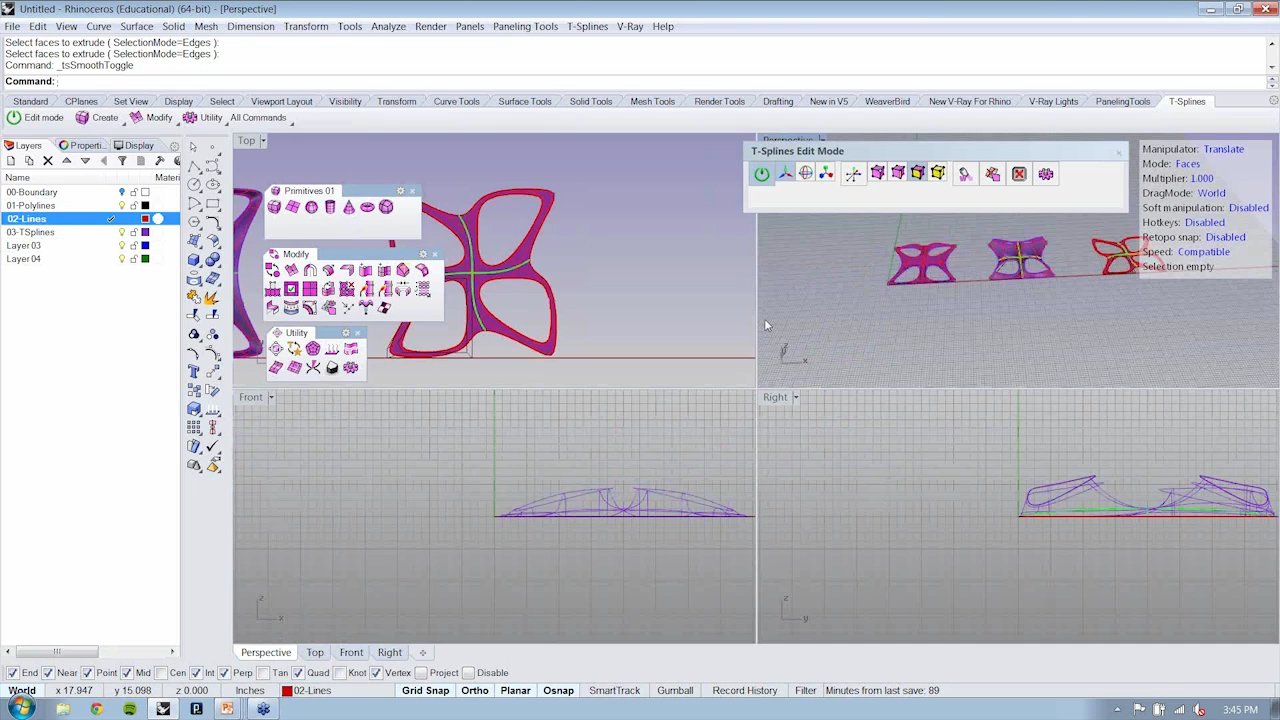 Untitled - Rhinoceros (Educational) (64-bit) - [Perspective]
File Edit View Curve Surface Solid Mesh Dimension Transform Tools Analyze Render Panels Paneling Tools T-Splines V-Ray Help
Select faces to extrude ( SelectionMode=Edges ):
Select faces to extrude ( SelectionMode=Edges ):
Command: _tsSmoothToggle
Command:
Standard CPlanes Set View Display Select Viewport Layout Visibility Transform Curve Tools Surface Tools Solid Tools Mesh Tools Render Tools Drafting New in V5 WeaverBird New V-Ray For Rhino V-Ray Lights PanelingTools T-Splines
Edit mode Create Modify Utility All Commands
Layers Properti... Display
Name Materi
00-Boundary
01-Polylines
02-Lines
03-TSplines
Layer 03
Layer 04
Top
Primitives 01
Modify
Utility
Perspective
T-Splines Edit Mode
Manipulator: Translate
Mode: Faces
Multiplier: 1.000
DragMode: World
Soft manipulation: Disabled
Hotkeys: Disabled
Retopo snap: Disabled
Speed: Compatible
Selection empty
z
y
x
Front
z
x
Right
z
y
Perspective Top Front Right
End Near Point Mid Cen Int Perp Tan Quad Knot Vertex Project Disable
World x 17.947 y 15.098 z 0.000 Inches 02-Lines Grid Snap Ortho Planar Osnap SmartTrack Gumball Record History Filter Minutes from last save: 89
3:45 PM